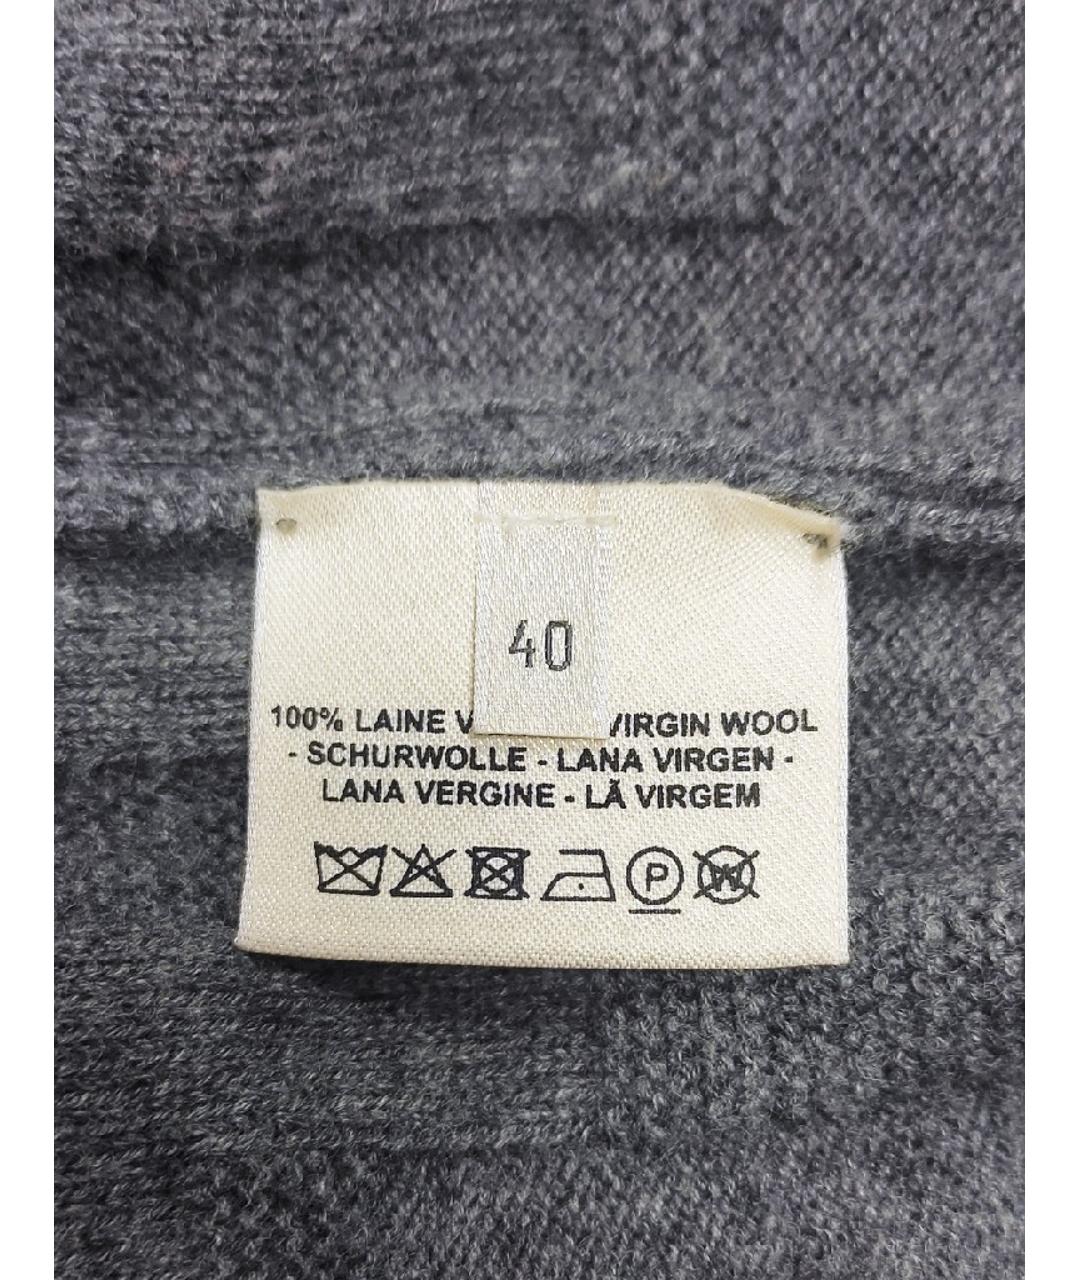 40
100% LAINE V VIRGIN WOOL
- SCHURWOLLE - LANA VIRGEN -
LANA VERGINE - LÃ VIRGEM
P W